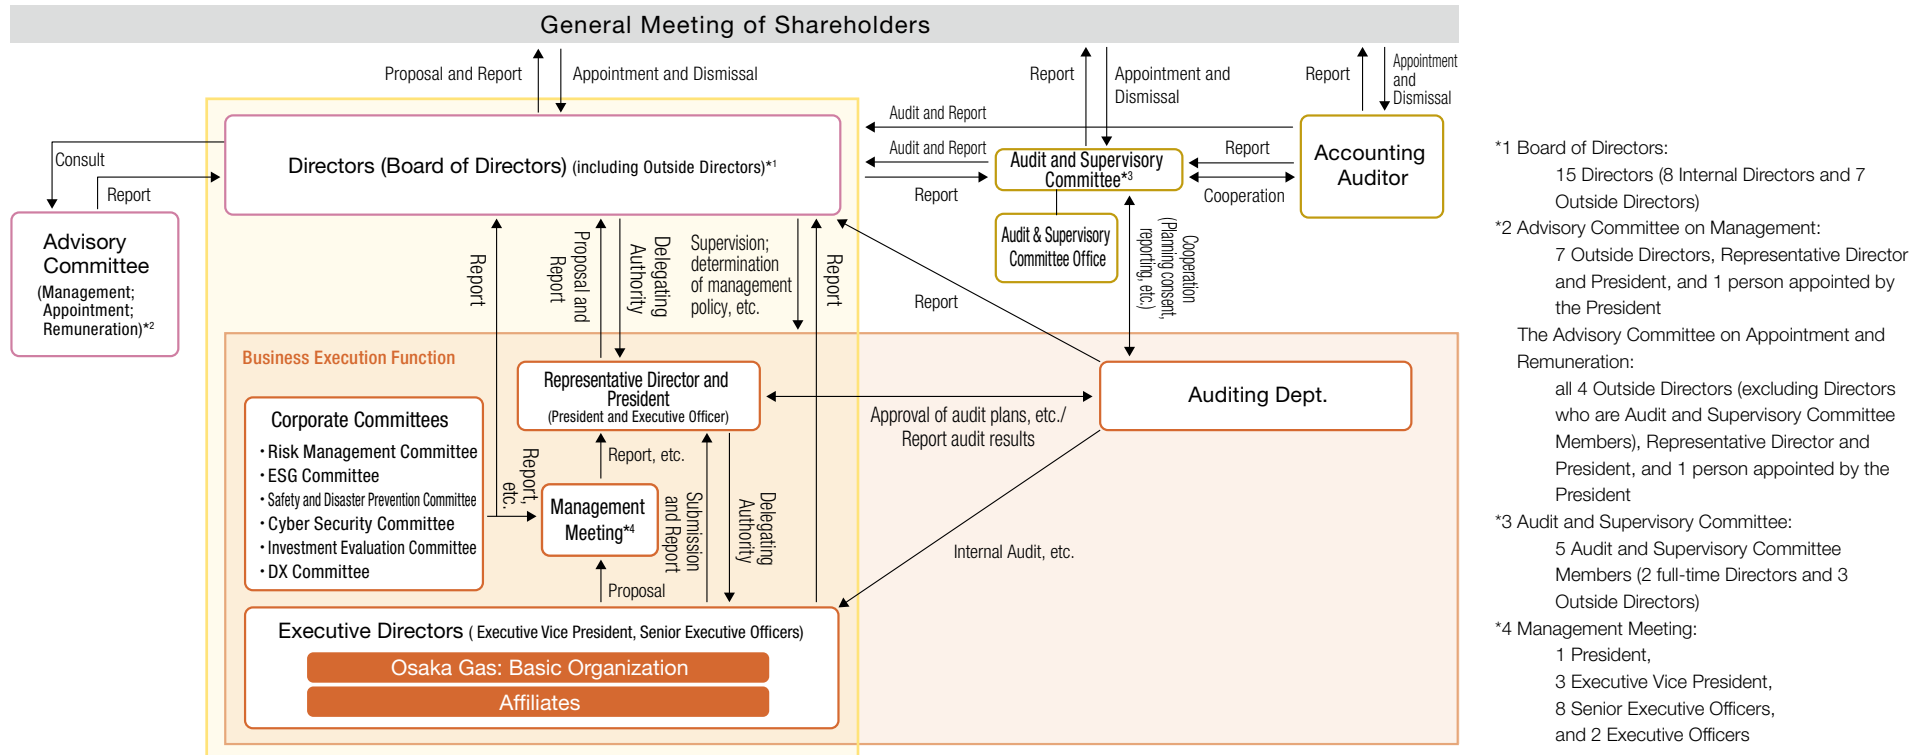 General Meeting of Shareholders
Proposal and Report
Appointment and Dismissal
Report
Appointment and
Dismissal
Report
Appointment
and
Dismissal
Consult
Report
Directors (Board of Directors) (including Outside Directors)*1
Audit and Report
Audit and Report
Report
Audit and Supervisory
Committee*3
Report
Cooperation
Accounting
Auditor
Audit & Supervisory
Committee Office
Advisory
Committee
(Management;
Appointment;
Remuneration)*2
Report
Proposal and
Report
Delegating
Authority
Supervision;
determination
of management
policy, etc.
Report
Report
Cooperation
(Planning consent,
reporting, etc.)
Business Execution Function
Representative Director and
President
(President and Executive Officer)
Approval of audit plans, etc./
Report audit results
Auditing Dept.
Corporate Committees
・Risk Management Committee
・ESG Committee
・Safety and Disaster Prevention Committee
・Cyber Security Committee
・Investment Evaluation Committee
・DX Committee
Report,
etc.
Report, etc.
Management
Meeting*4
Submission
and Report
Delegating
Authority
Internal Audit, etc.
Proposal
Executive Directors ( Executive Vice President, Senior Executive Officers)
Osaka Gas: Basic Organization
Affiliates
*1 Board of Directors:
15 Directors (8 Internal Directors and 7
Outside Directors)
*2 Advisory Committee on Management:
7 Outside Directors, Representative Director
and President, and 1 person appointed by
the President
The Advisory Committee on Appointment and
Remuneration:
all 4 Outside Directors (excluding Directors
who are Audit and Supervisory Committee
Members), Representative Director and
President, and 1 person appointed by the
President
*3 Audit and Supervisory Committee:
5 Audit and Supervisory Committee
Members (2 full-time Directors and 3
Outside Directors)
*4 Management Meeting:
1 President,
3 Executive Vice President,
8 Senior Executive Officers,
and 2 Executive Officers